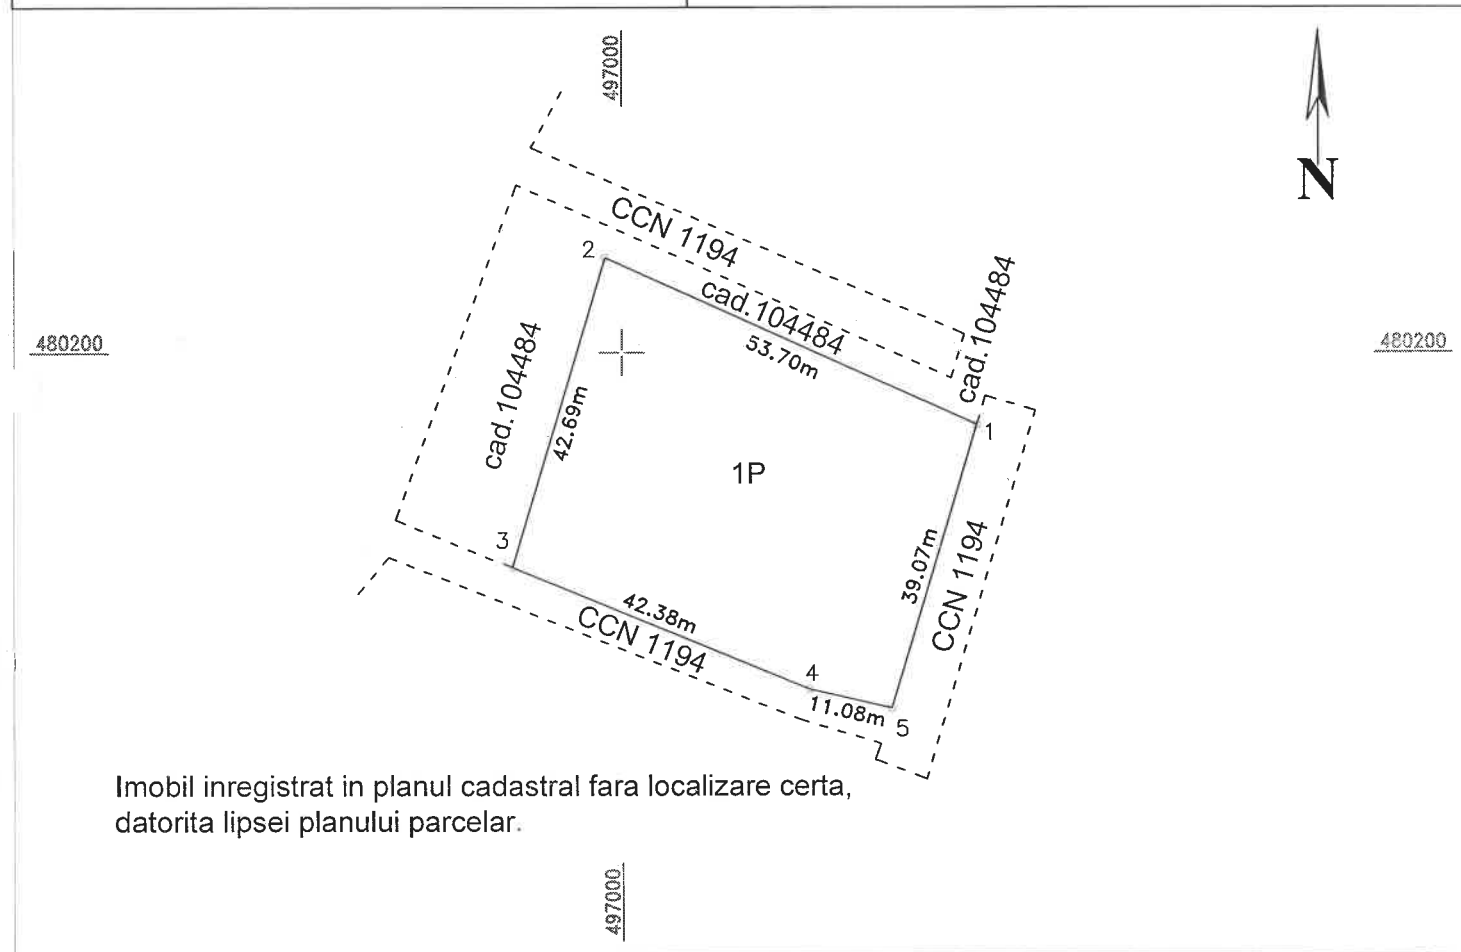 497000
N
CCN 1194
2
cad.104484
cad.104484
480200
53.70m
480200
cad.104484
42.69m
1
1P
3
39.07m
CCN 1194
42.38m
CCN 1194
4
11.08m
5
Imobil inregistrat in planul cadastral fara localizare certa,
datorita lipsei planului parcelar.
497000